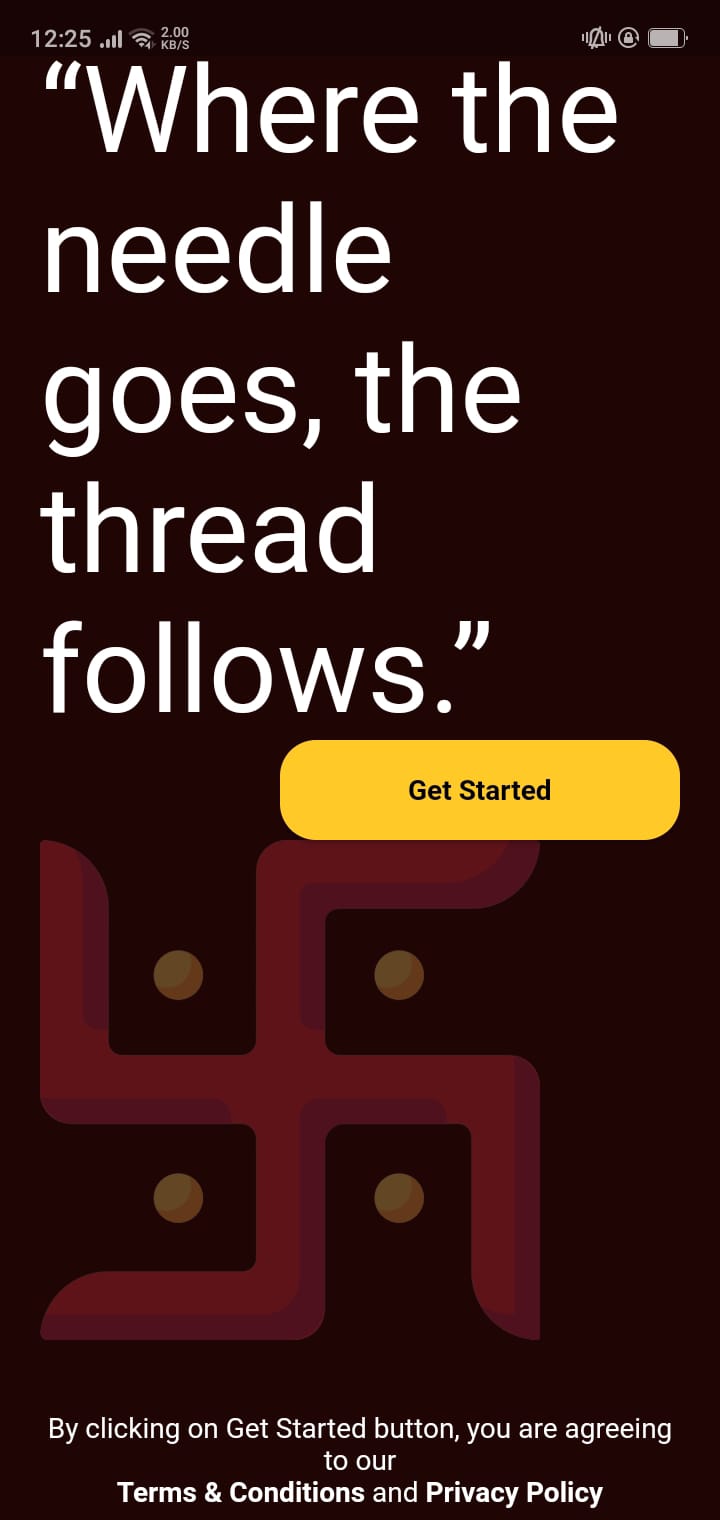 12:25 2.00
KB/S
“Where the
needle
goes, the
thread
follows.”
Get Started
By clicking on Get Started button, you are agreeing
to our
Terms & Conditions and Privacy Policy